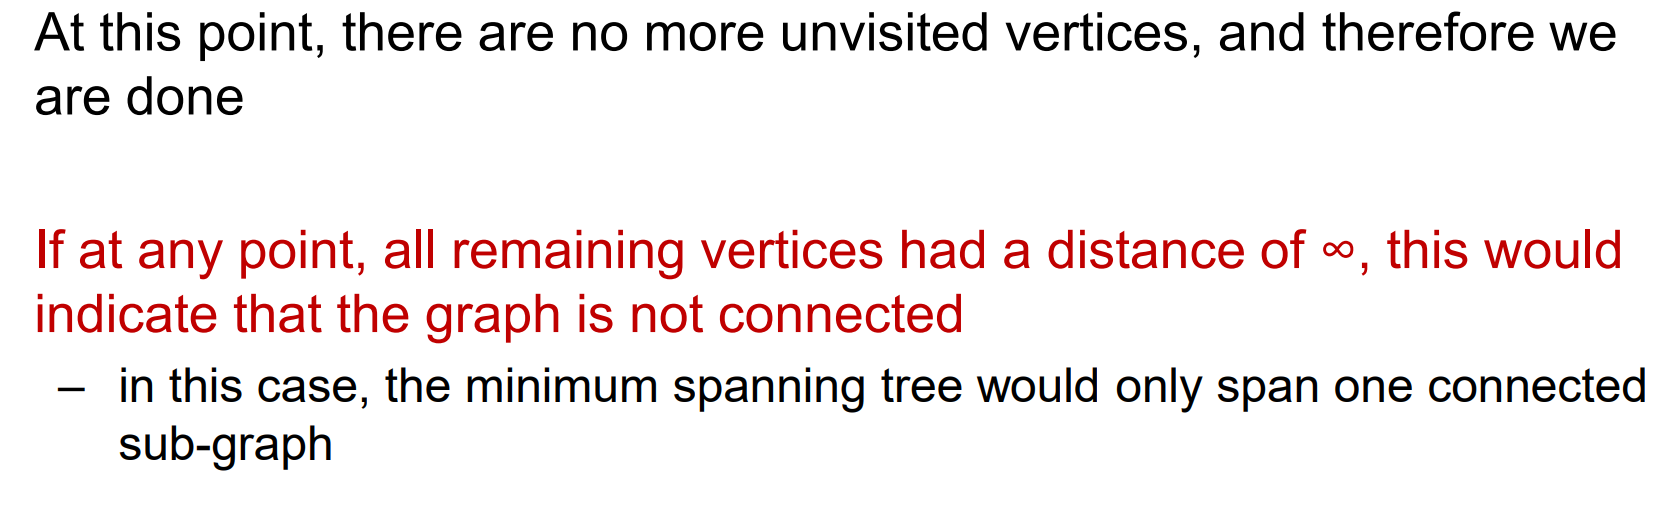 At this point, there are no more unvisited vertices, and therefore we
are done
If at any point, all remaining vertices had a distance of ∞, this would
indicate that the graph is not connected
– in this case, the minimum spanning tree would only span one connected
sub-graph